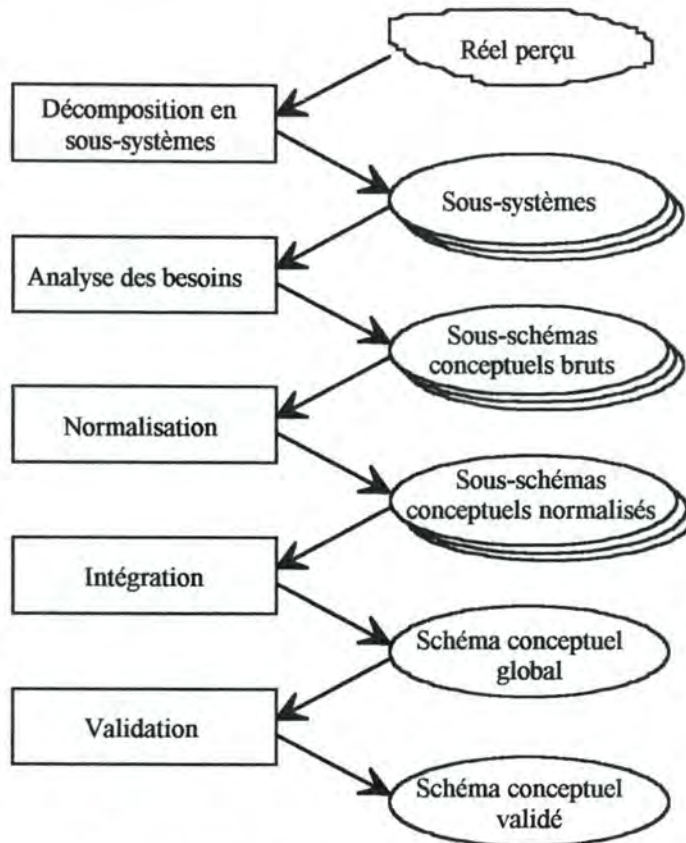 Réel perçu
Décomposition en
sous-systèmes
Sous-systèmes
Analyse des besoins
Sous-schémas
conceptuels bruts
Normalisation
Sous-schémas
conceptuels normalisés
Intégration
Schéma conceptuel
global
Validation
Schéma conceptuel
validé